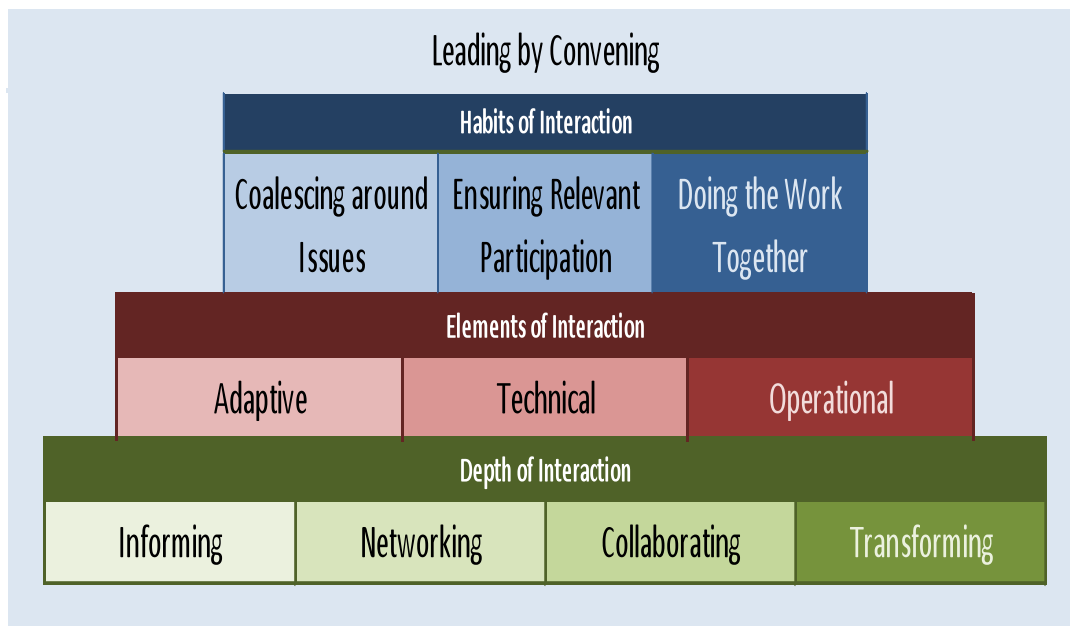 Leading by Convening
Habits of Interaction
Coalescing around
Issues
Ensuring Relevant
Participation
Doing the Work
Together
Elements of Interaction
Adaptive
Technical
Operational
Depth of Interaction
Informing
Networking
Collaborating
Transforming